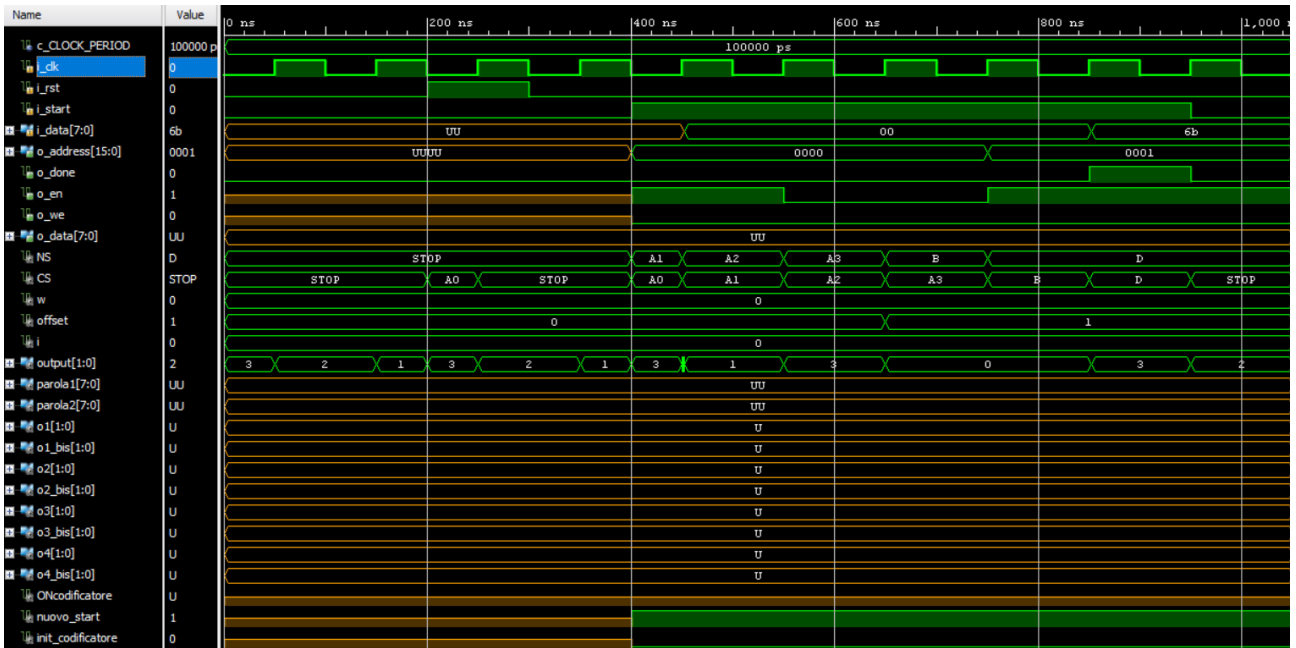 Name Value 0 ns 200 ns 400 ns 600 ns 800 ns 1,000
c_CLOCK_PERIOD 100000 p 100000 ps
i_clk 0
i_rst 0
i_start 0
i_data[7:0] 6b UU 00 6b
o_address[15:0] 0001 UUUU 0000 0001
o_done 0
o_en 1
o_we 0
o_data[7:0] UU UU
NS D STOP A1 A2 A3 B D
CS STOP STOP A0 STOP A0 A1 A2 A3 B D STOP
w 0 0
offset 1 0 1
i 0 0
output[1:0] 2 3 2 1 3 2 1 3 1 3 0 3 2
parola1[7:0] UU UU
parola2[7:0] UU UU
o1[1:0] U U
o1_bis[1:0] U U
o2[1:0] U U
o2_bis[1:0] U U
o3[1:0] U U
o3_bis[1:0] U U
o4[1:0] U U
o4_bis[1:0] U U
ONcodificatore U
nuovo_start 1
init_codificatore 0